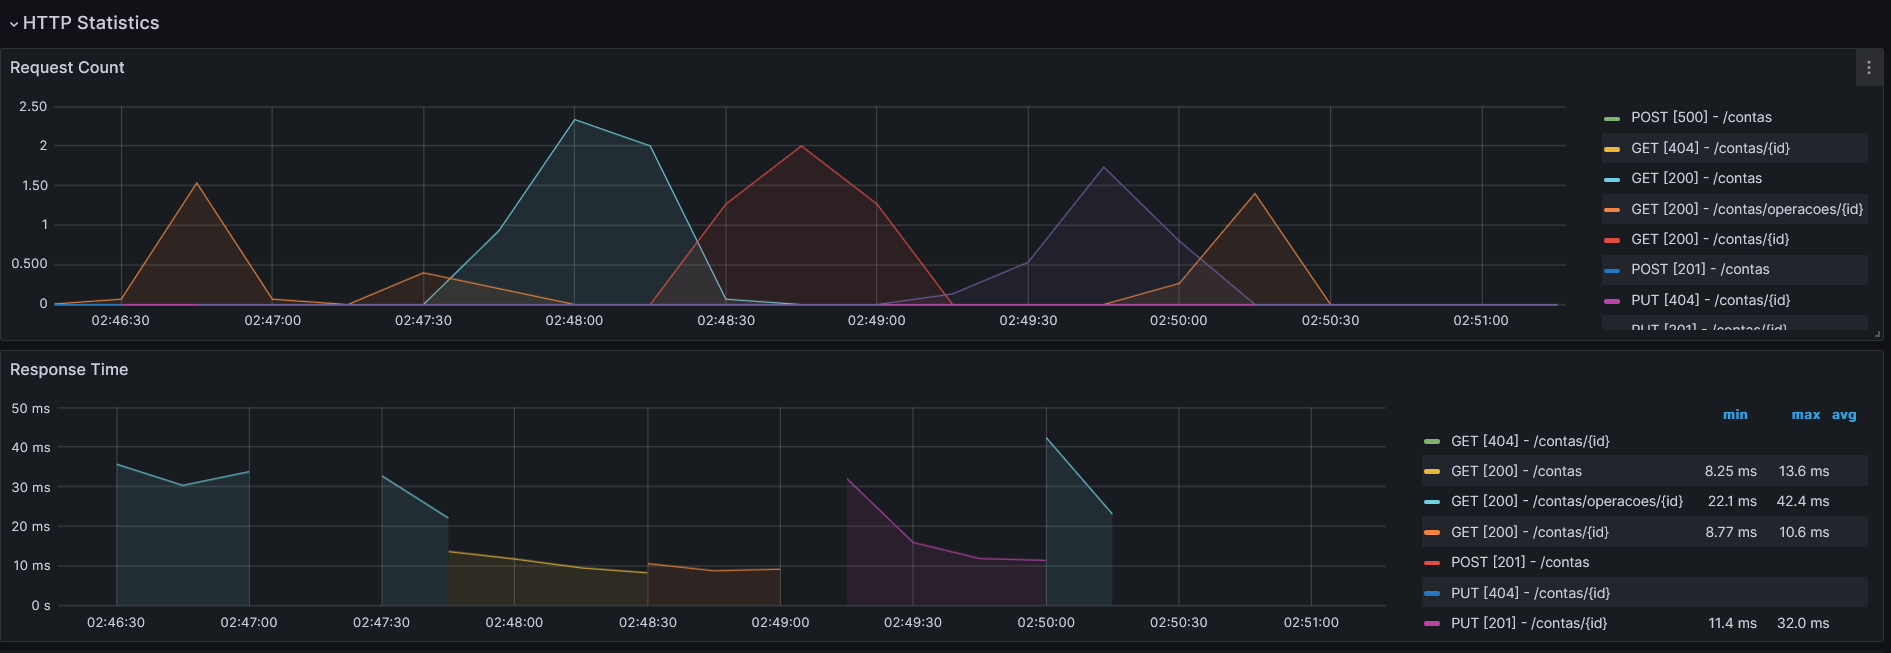 HTTP Statistics
Request Count
2.50
2
1.50
1
0.500
0
02:46:30 02:47:00 02:47:30 02:48:00 02:48:30 02:49:00 02:49:30 02:50:00 02:50:30 02:51:00
POST [500] - /contas
GET [404] - /contas/{id}
GET [200] - /contas
GET [200] - /contas/operacoes/{id}
GET [200] - /contas/{id}
POST [201] - /contas
PUT [404] - /contas/{id}
PUT [201] - /contas/{id}
Response Time
50 ms
40 ms
30 ms
20 ms
10 ms
0 s
02:46:30 02:47:00 02:47:30 02:48:00 02:48:30 02:49:00 02:49:30 02:50:00 02:50:30 02:51:00
min max avg
GET [404] - /contas/{id}
GET [200] - /contas 8.25 ms 13.6 ms
GET [200] - /contas/operacoes/{id} 22.1 ms 42.4 ms
GET [200] - /contas/{id} 8.77 ms 10.6 ms
POST [201] - /contas
PUT [404] - /contas/{id}
PUT [201] - /contas/{id} 11.4 ms 32.0 ms